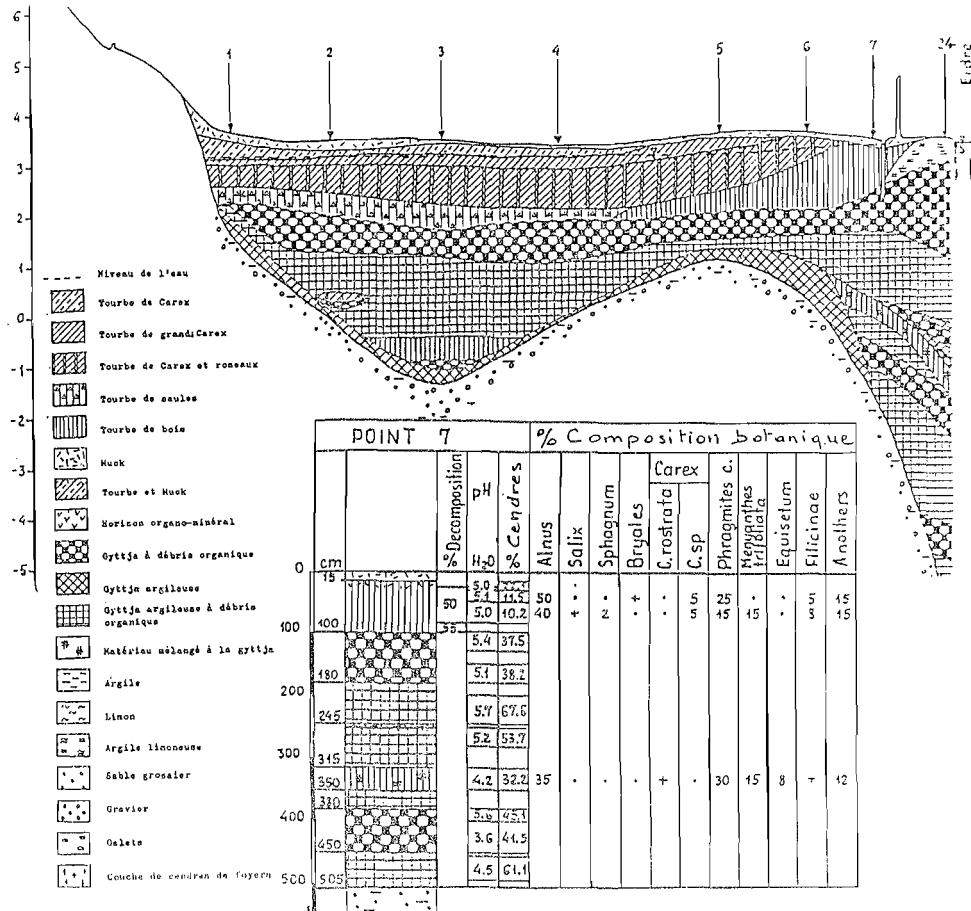 1 2 3 4 5 6 7 24
6
5
4
3
2
1
0
-1
-2
-3
-4
-5
Niveau de l'eau
Tourbe de Carex
Tourbe de grand Carex
Tourbe de Carex et roseaux
Tourbe de saules
Tourbe de bois
Muck
Tourbe et Muck
Horizon organo-minéral
Gyttja à débris organique
Gyttja argileuse
Gyttja argileuse à débris organique
Matériau mélangé à la gyttja
Argile
Limon
Argile limoneuse
Sable grossier
Gravier
Galets
Couche de cendres de foyers
POINT 7 % Composition botanique
cm % Decomposition pH H₂O % Cendres Alnus Salix Sphagnum Bryales Carex C.rostrata C.sp Phragmites c. Menyanthes trifoliata Equisetum Filicinae Anothers
0
15 5.0
50 5.1 11.5 50 · · + · 5 25 · · 5 15
5.0 10.2 40 + 2 · · 5 15 15 · 8 15
100 100 55
5.4 37.5
180 5.1 38.2
200
245 5.7 67.6
5.2 53.7
300 315
350 4.2 32.2 35 · · · + · 30 15 8 + 12
380
400 5.6 45.1
450 3.6 41.5
500 505 4.5 61.1